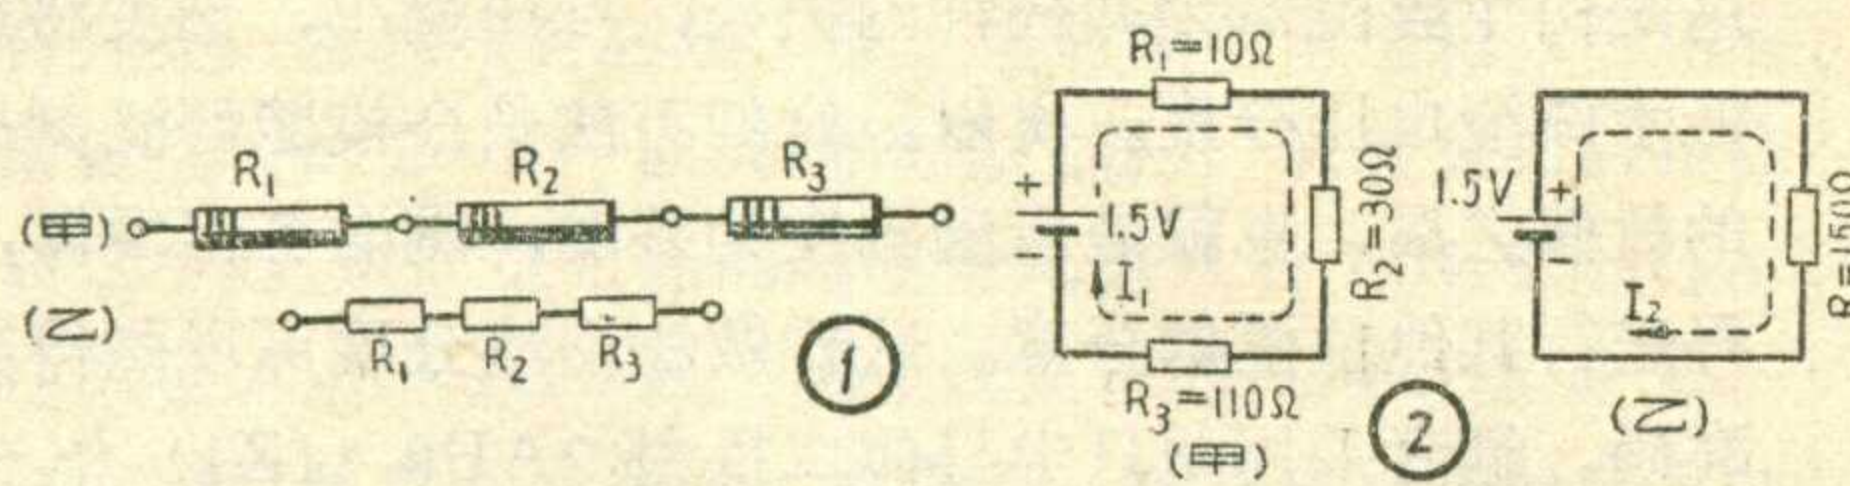 R₁ R₂ R₃
(甲)
(乙)
R₁ R₂ R₃
1
R₁=10Ω
+
1.5V
−
I₁
R₂=30Ω
R₃=110Ω
(甲)
2
1.5V
+
−
I₂
R=150Ω
(乙)